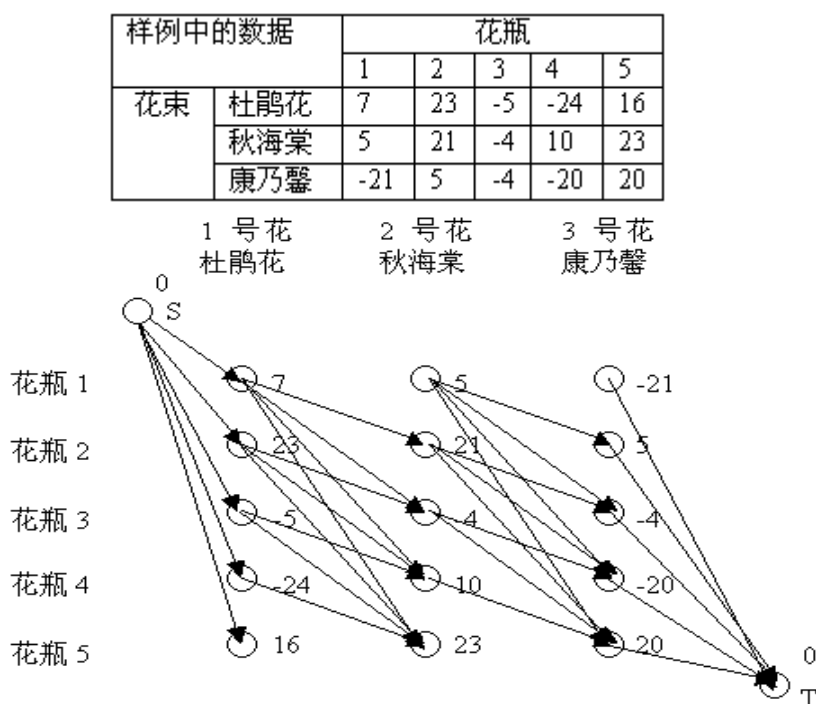 样例中的数据 花瓶
1 2 3 4 5
花束 杜鹃花 7 23 -5 -24 16
秋海棠 5 21 -4 10 23
康乃馨 -21 5 -4 -20 20
1 号花 2 号花 3 号花
杜鹃花 秋海棠 康乃馨
0
S
花瓶 1 7 5 -21
花瓶 2 23 21 5
花瓶 3 -5 -4 -4
花瓶 4 -24 10 -20
花瓶 5 16 23 20
0
T